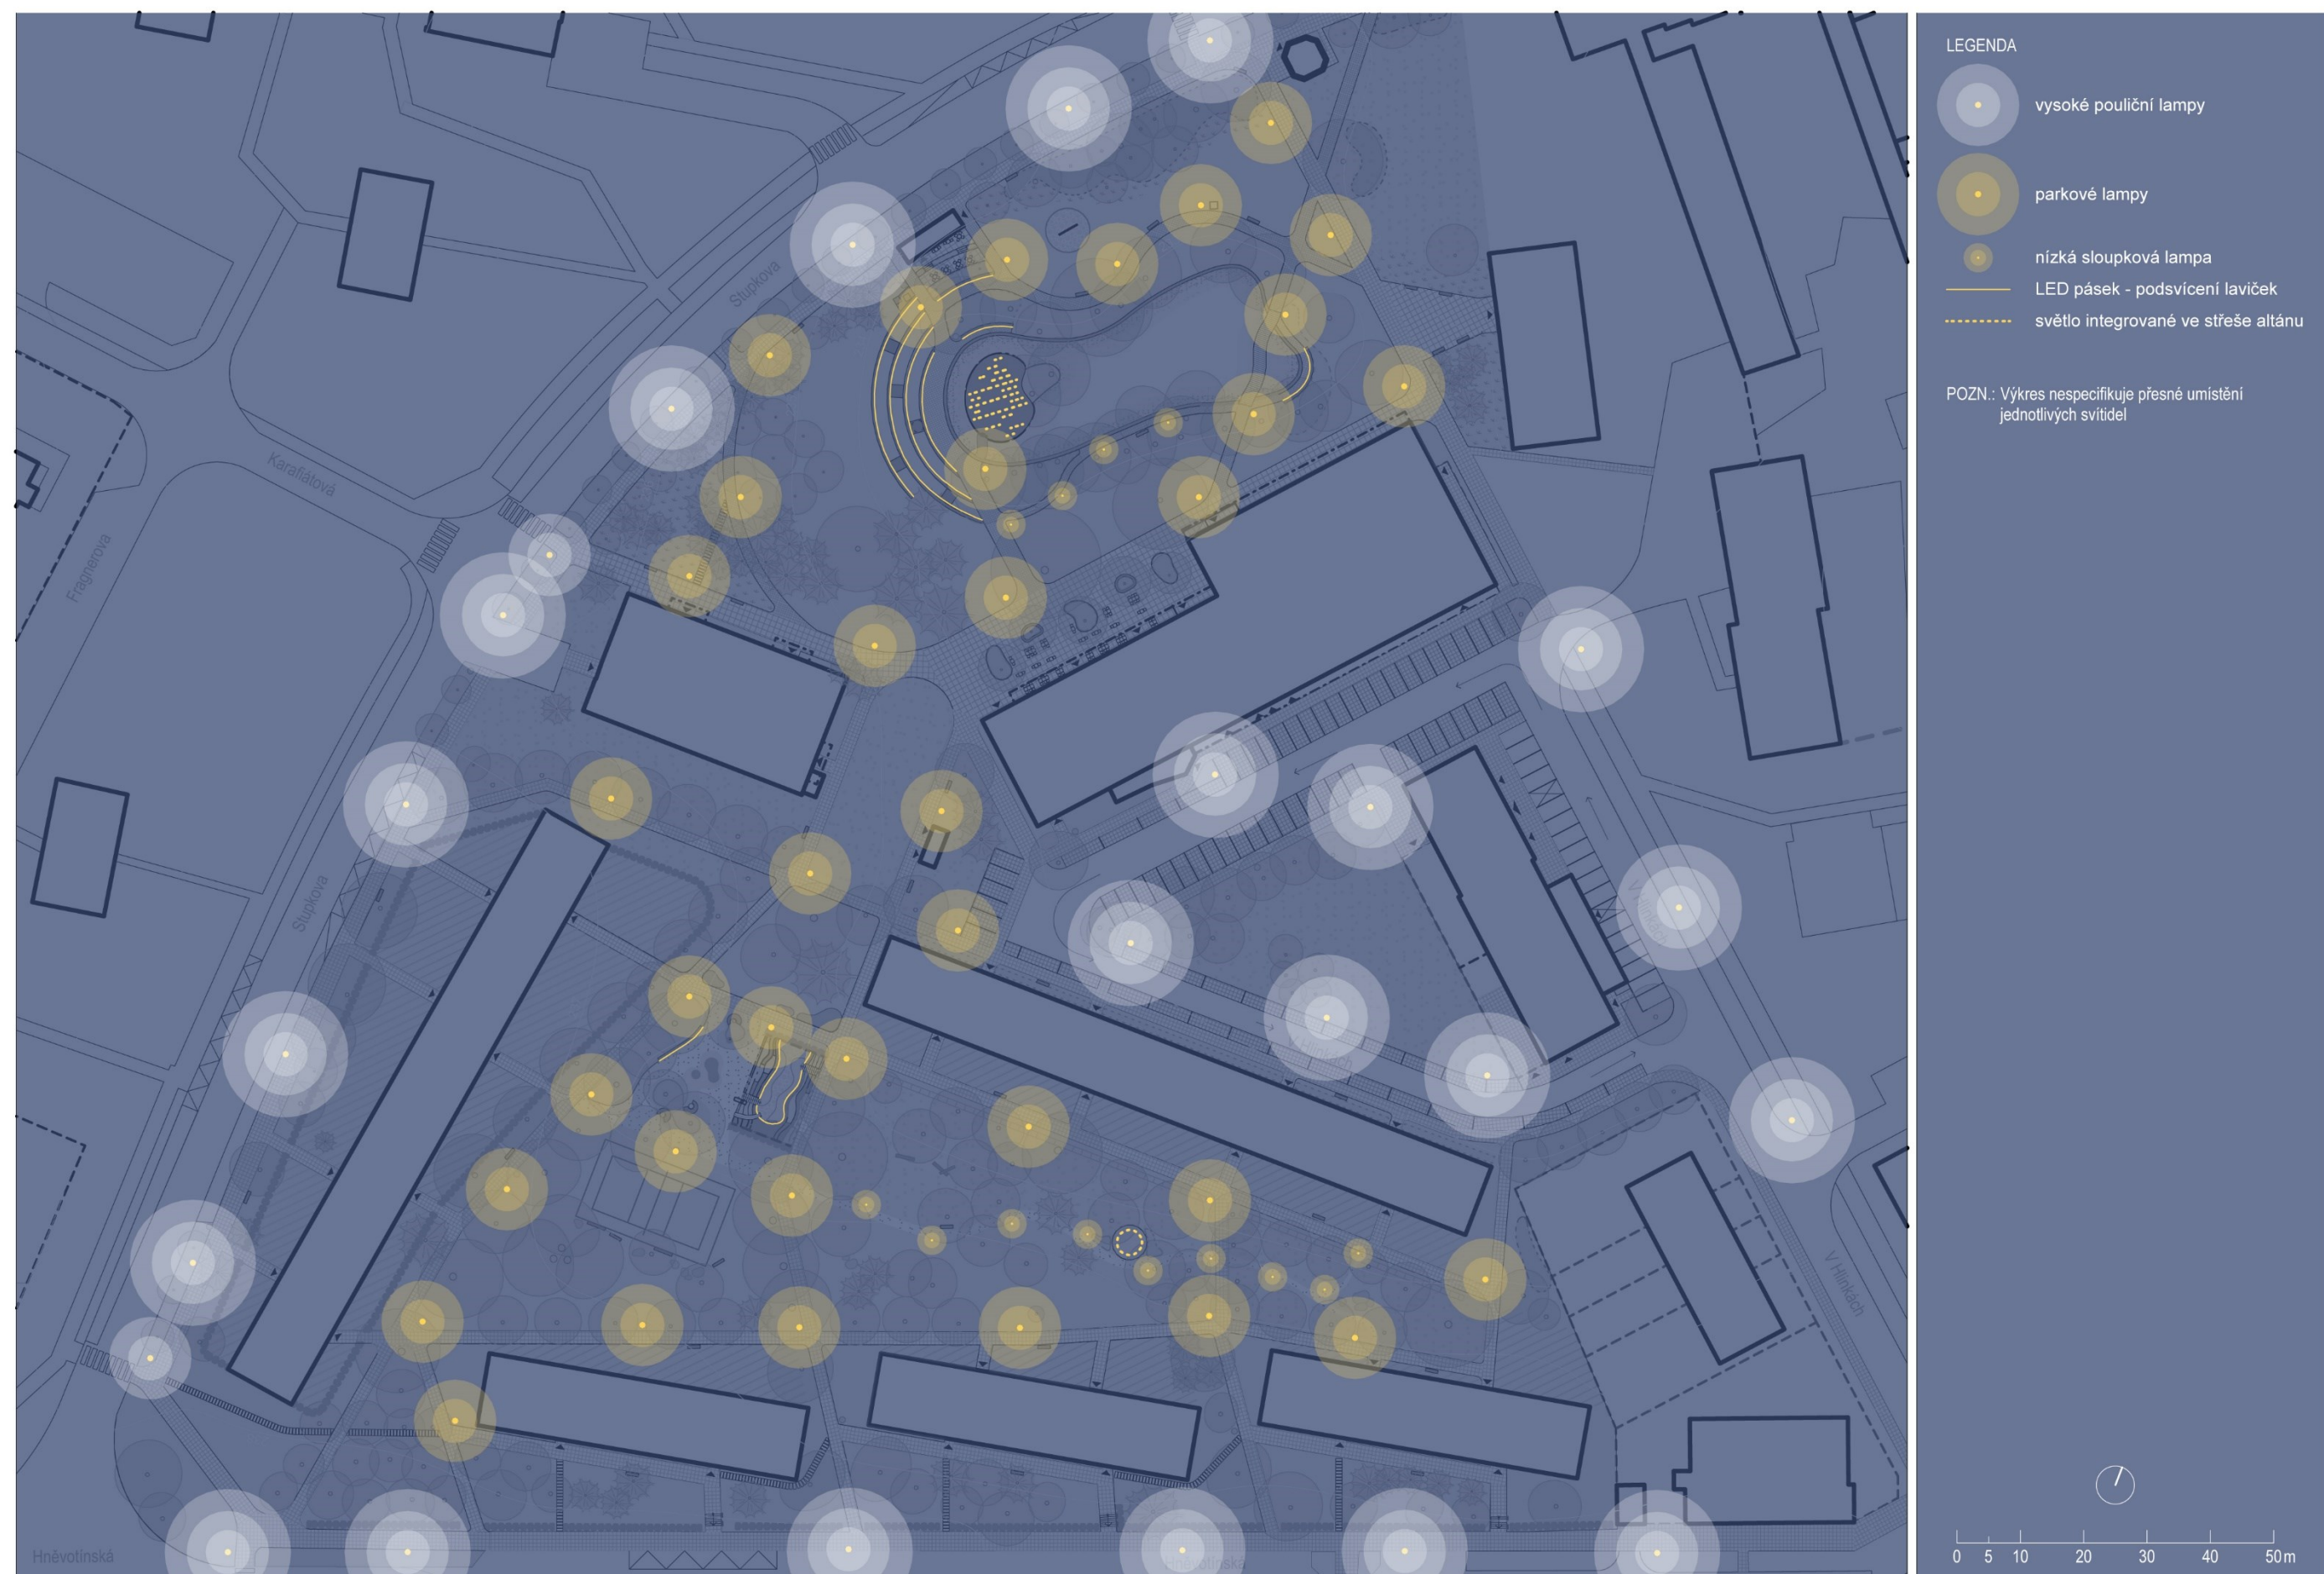 Stupkova
Karafiátová
Fragnerova
Stupkova
V Hlinkách
Hněvotínská
Hněvotínská
LEGENDA
vysoké pouliční lampy
parkové lampy
nízká sloupková lampa
LED pásek - podsvícení laviček
světlo integrované ve střeše altánu
POZN.: Výkres nespecifikuje přesné umístění
jednotlivých svítidel
0 5 10 20 30 40 50m